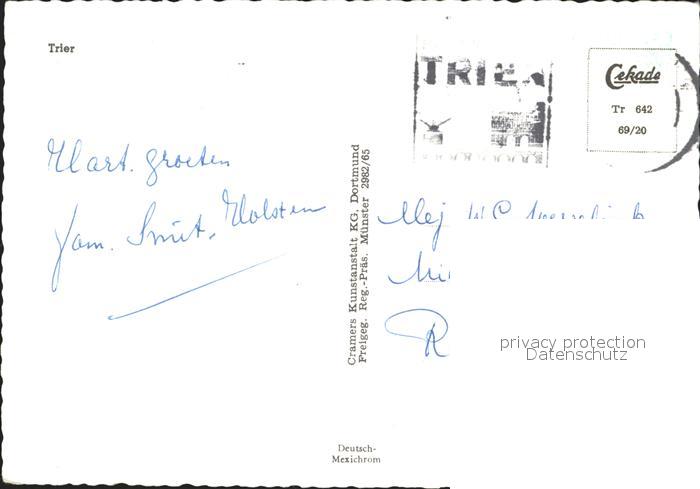 Trier
TRIER
Cekade
Tr 642
69/20
Hart. groeten
Fam. Smit. Holsten
Cramers Kunstanstalt KG, Dortmund
Freigeg. Reg.-Präs. Münster 2982/65
Mej
privacy protection
Datenschutz
Deutsch-
Mexichrom